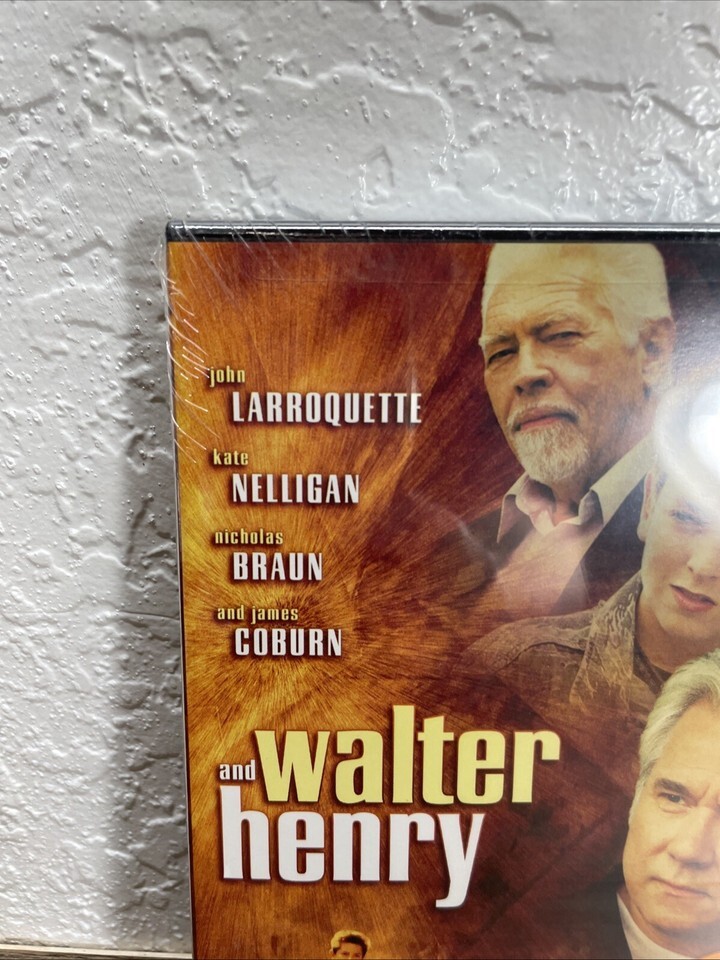 john
LARROQUETTE
kate
NELLIGAN
nicholas
BRAUN
and james
COBURN
walter
and
henry